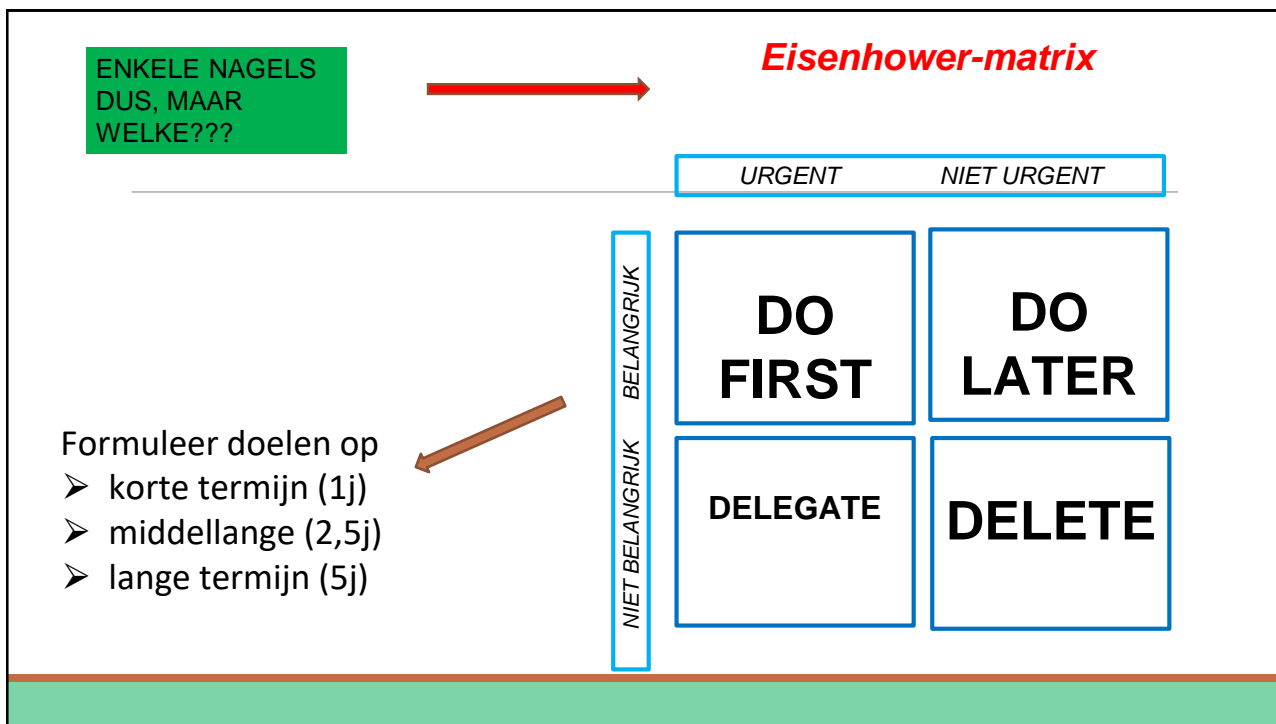 ENKELE NAGELS
DUS, MAAR
WELKE???
Eisenhower-matrix
URGENT NIET URGENT
BELANGRIJK
DO
FIRST
DO
LATER
NIET BELANGRIJK
DELEGATE
DELETE
Formuleer doelen op
➢ korte termijn (1j)
➢ middellange (2,5j)
➢ lange termijn (5j)